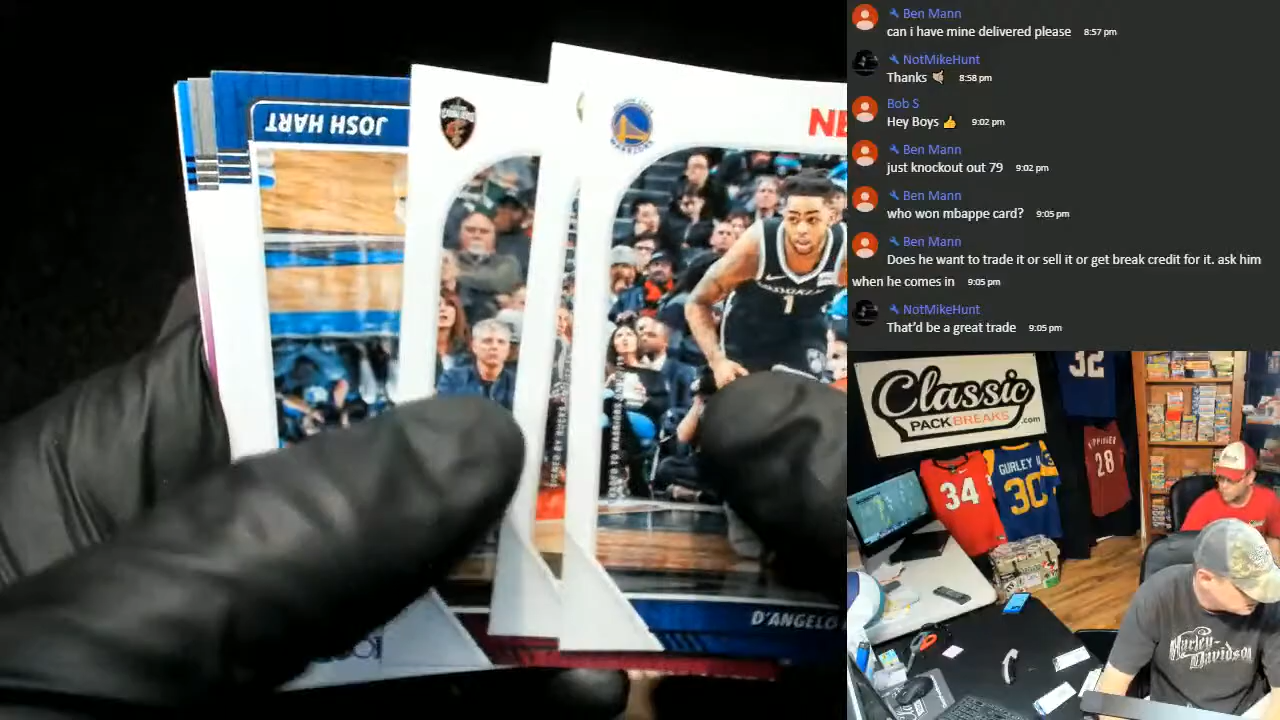 JOSH HART
NB
BROOKLYN
1
D'ANGELO
Ben Mann
can i have mine delivered please 8:57 pm
NotMikeHunt
Thanks 8:58 pm
Bob S
Hey Boys 👍 9:02 pm
Ben Mann
just knockout out 79 9:02 pm
Ben Mann
who won mbappe card? 9:05 pm
Ben Mann
Does he want to trade it or sell it or get break credit for it. ask him
when he comes in 9:05 pm
NotMikeHunt
That'd be a great trade 9:05 pm
Classic
PACKBREAKS.com
32
34
GURLEY II
30
28
Harley-
Davidson